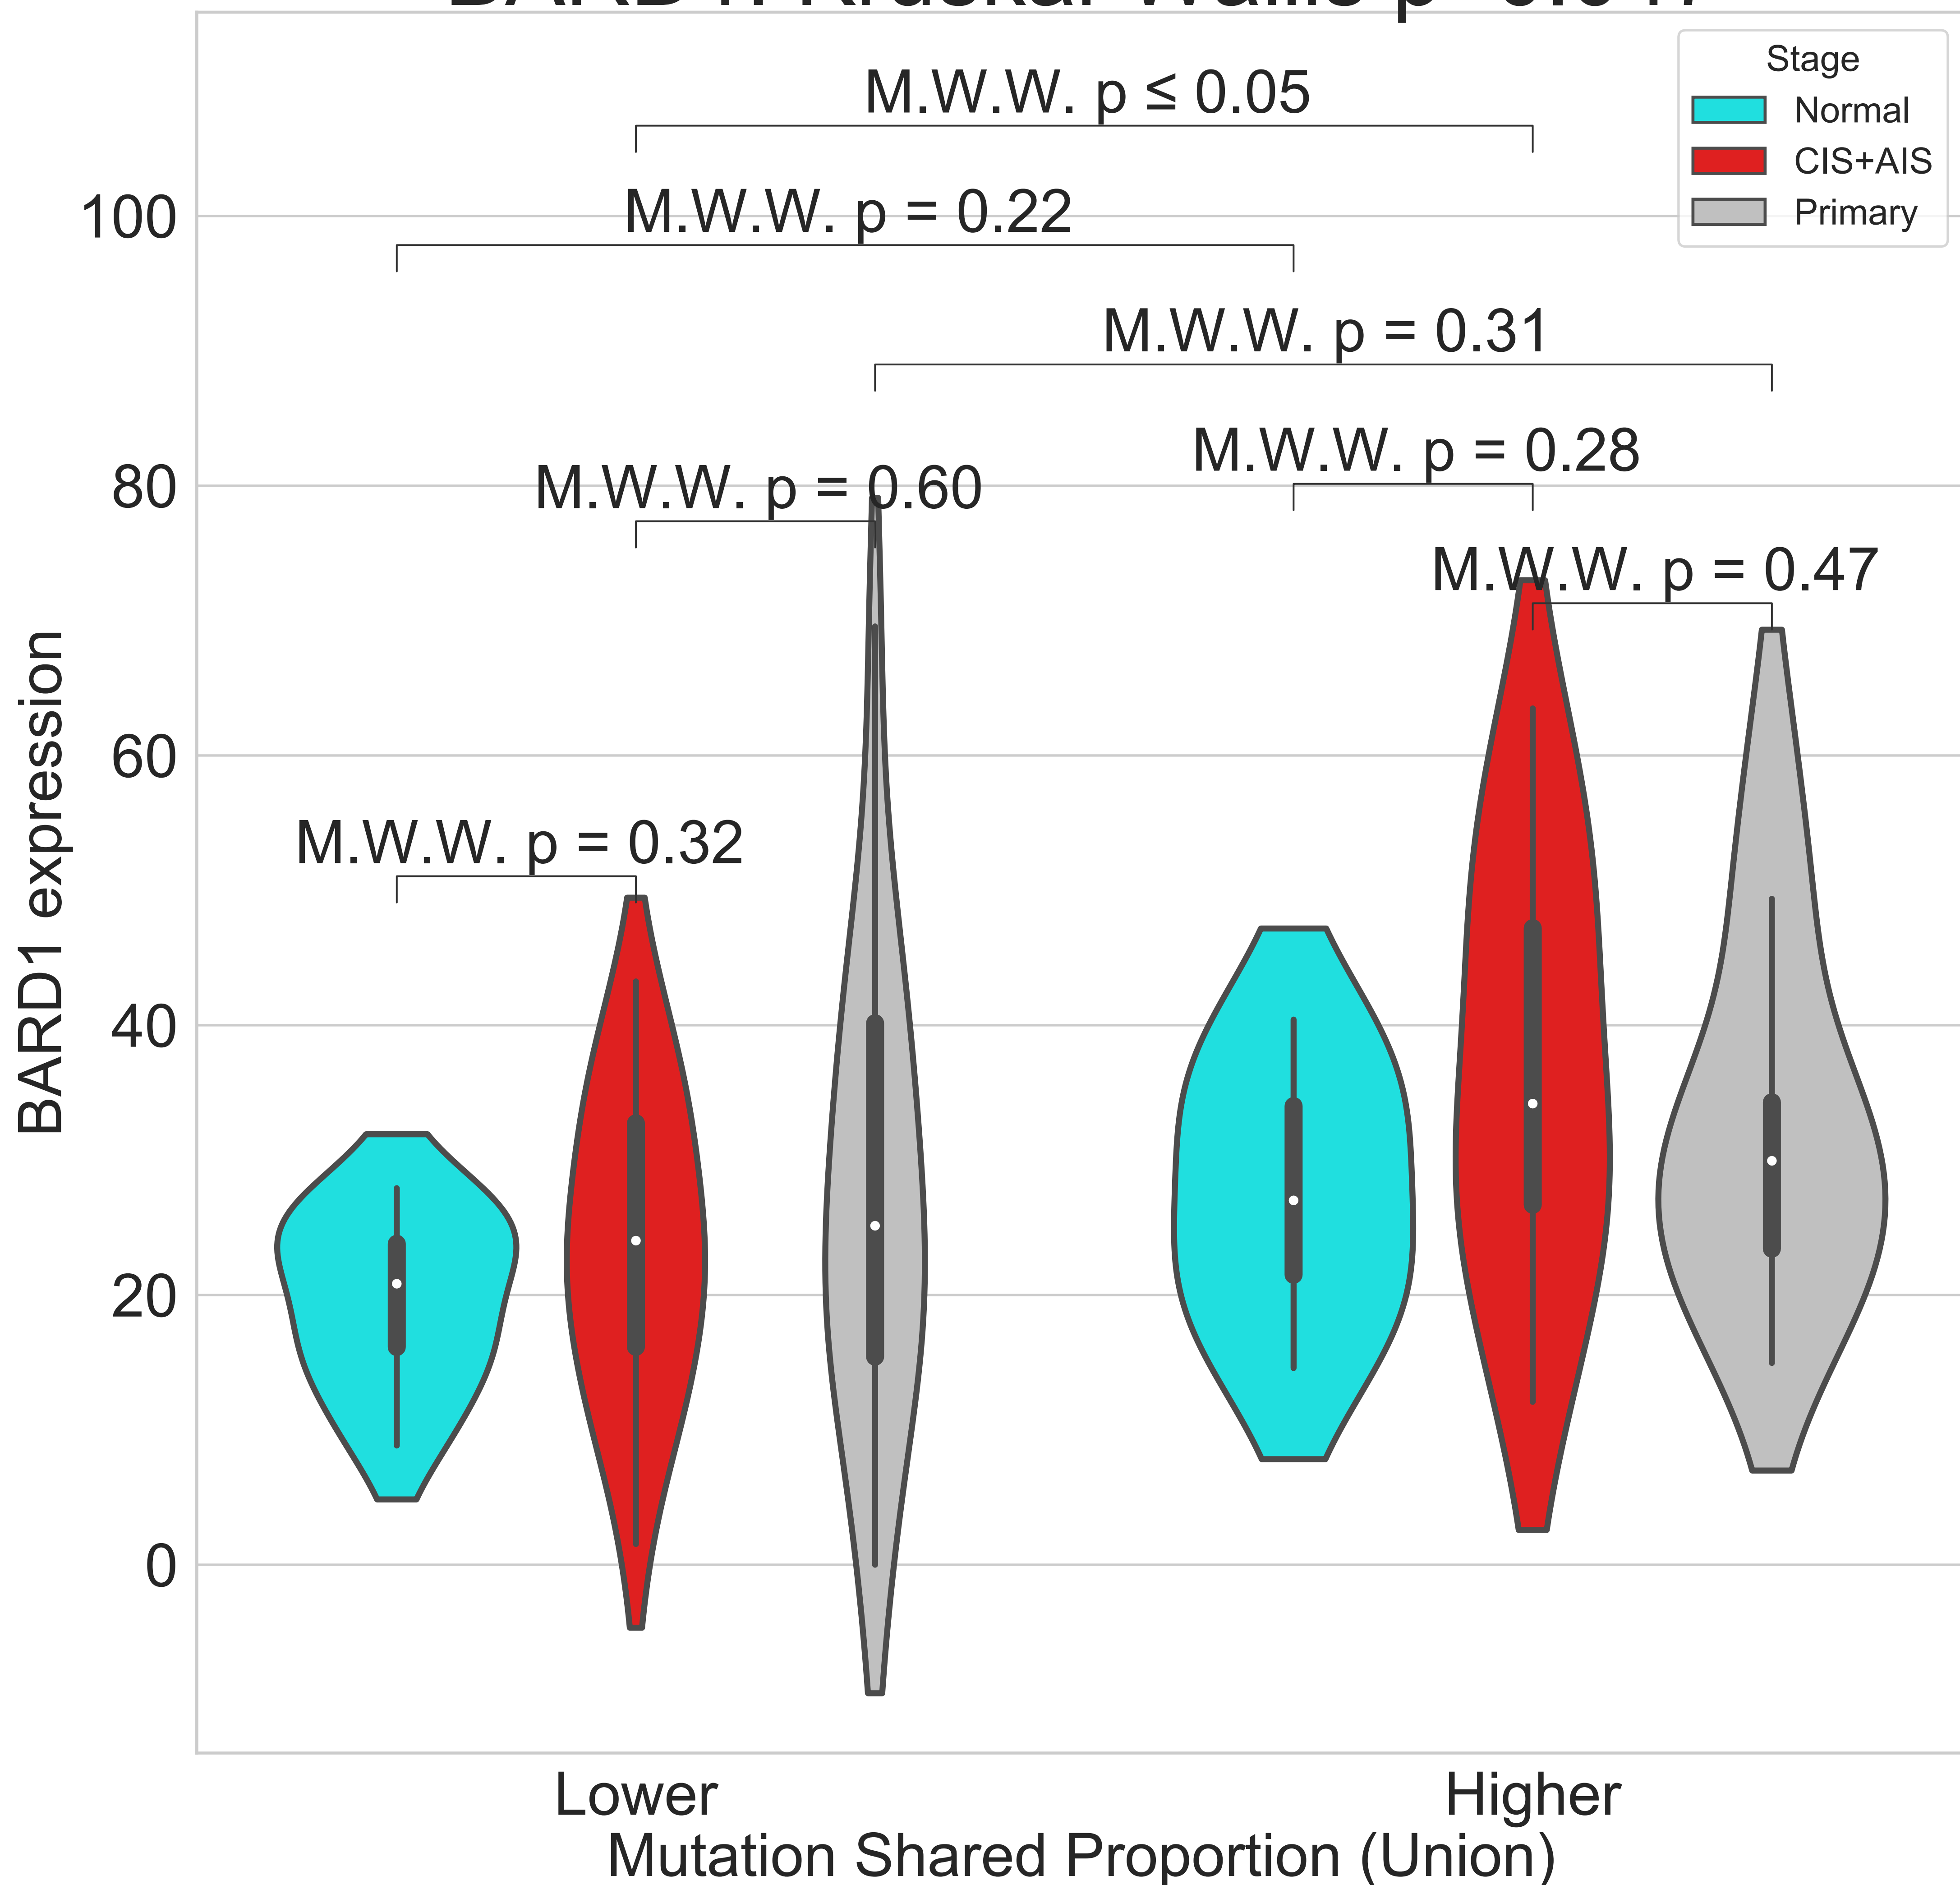 Stage
Normal
CIS+AIS
Primary
M.W.W. p ≤ 0.05
M.W.W. p = 0.22
M.W.W. p = 0.31
M.W.W. p = 0.28
M.W.W. p = 0.60
M.W.W. p = 0.47
M.W.W. p = 0.32
100
80
60
40
20
0
BARD1 expression
Lower
Higher
Mutation Shared Proportion (Union)